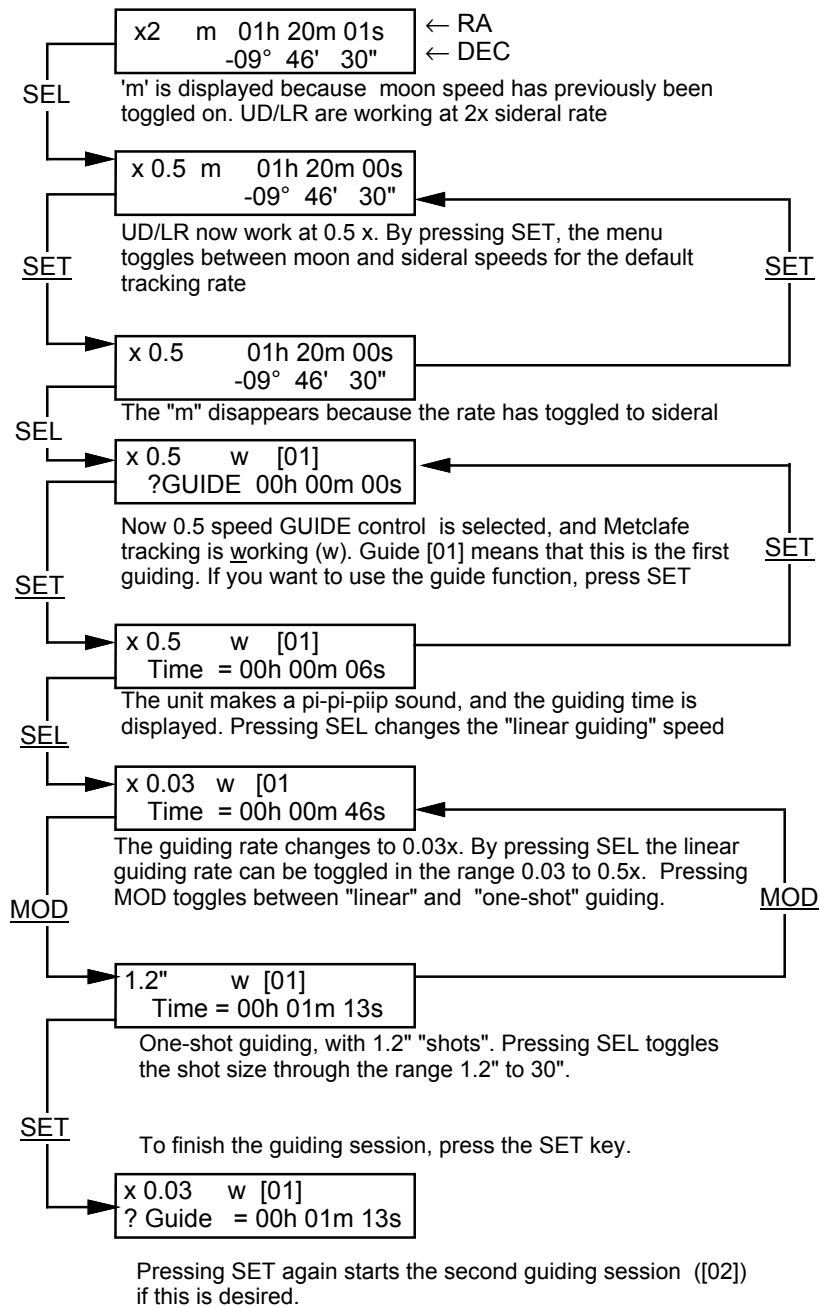 x2 m 01h 20m 01s ← RA
-09° 46' 30" ← DEC
SEL
'm' is displayed because moon speed has previously been
toggled on. UD/LR are working at 2x sideral rate
x 0.5 m 01h 20m 00s
-09° 46' 30"
UD/LR now work at 0.5 x. By pressing SET, the menu
toggles between moon and sideral speeds for the default
tracking rate
SET
SET
x 0.5 01h 20m 00s
-09° 46' 30"
The "m" disappears because the rate has toggled to sideral
SEL
x 0.5 w [01]
?GUIDE 00h 00m 00s
Now 0.5 speed GUIDE control is selected, and Metclafe
tracking is working (w). Guide [01] means that this is the first
guiding. If you want to use the guide function, press SET
SET
SET
x 0.5 w [01]
Time = 00h 00m 06s
The unit makes a pi-pi-piip sound, and the guiding time is
displayed. Pressing SEL changes the "linear guiding" speed
SEL
x 0.03 w [01
Time = 00h 00m 46s
The guiding rate changes to 0.03x. By pressing SEL the linear
guiding rate can be toggled in the range 0.03 to 0.5x. Pressing
MOD toggles between "linear" and "one-shot" guiding.
MOD
MOD
1.2" w [01]
Time = 00h 01m 13s
One-shot guiding, with 1.2" "shots". Pressing SEL toggles
the shot size through the range 1.2" to 30".
SET
To finish the guiding session, press the SET key.
x 0.03 w [01]
? Guide = 00h 01m 13s
Pressing SET again starts the second guiding session ([02])
if this is desired.